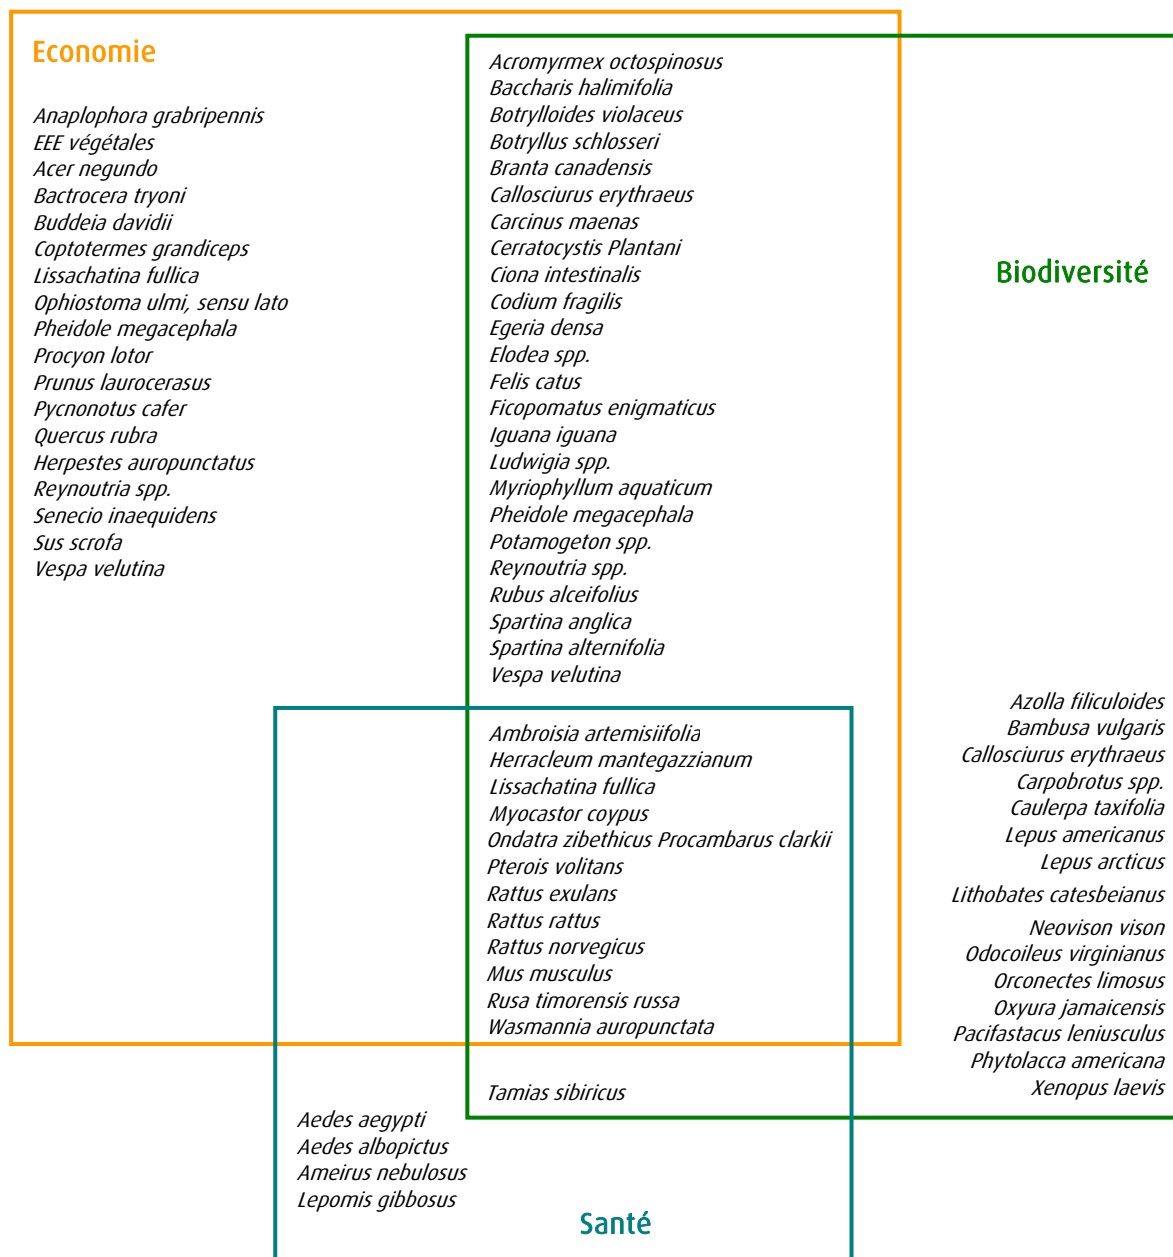 Economie
Anaplophora grabripennis
EEE végétales
Acer negundo
Bactrocera tryoni
Buddeia davidii
Coptotermes grandiceps
Lissachatina fullica
Ophiostoma ulmi, sensu lato
Pheidole megacephala
Procyon lotor
Prunus laurocerasus
Pycnonotus cafer
Quercus rubra
Herpestes auropunctatus
Reynoutria spp.
Senecio inaequidens
Sus scrofa
Vespa velutina
Acromyrmex octospinosus
Baccharis halimifolia
Botrylloides violaceus
Botryllus schlosseri
Branta canadensis
Callosciurus erythraeus
Carcinus maenas
Cerratocystis Plantani
Ciona intestinalis
Codium fragilis
Egeria densa
Elodea spp.
Felis catus
Ficopomatus enigmaticus
Iguana iguana
Ludwigia spp.
Myriophyllum aquaticum
Pheidole megacephala
Potamogeton spp.
Reynoutria spp.
Rubus alceifolius
Spartina anglica
Spartina alternifolia
Vespa velutina
Ambroisia artemisiifolia
Herracleum mantegazzianum
Lissachatina fullica
Myocastor coypus
Ondatra zibethicus Procambarus clarkii
Pterois volitans
Rattus exulans
Rattus rattus
Rattus norvegicus
Mus musculus
Rusa timorensis russa
Wasmannia auropunctata
Tamias sibiricus
Biodiversité
Azolla filiculoides
Bambusa vulgaris
Callosciurus erythraeus
Carpobrotus spp.
Caulerpa taxifolia
Lepus americanus
Lepus arcticus
Lithobates catesbeianus
Neovison vison
Odocoileus virginianus
Orconectes limosus
Oxyura jamaicensis
Pacifastacus leniusculus
Phytolacca americana
Xenopus laevis
Aedes aegypti
Aedes albopictus
Ameirus nebulosus
Lepomis gibbosus
Santé